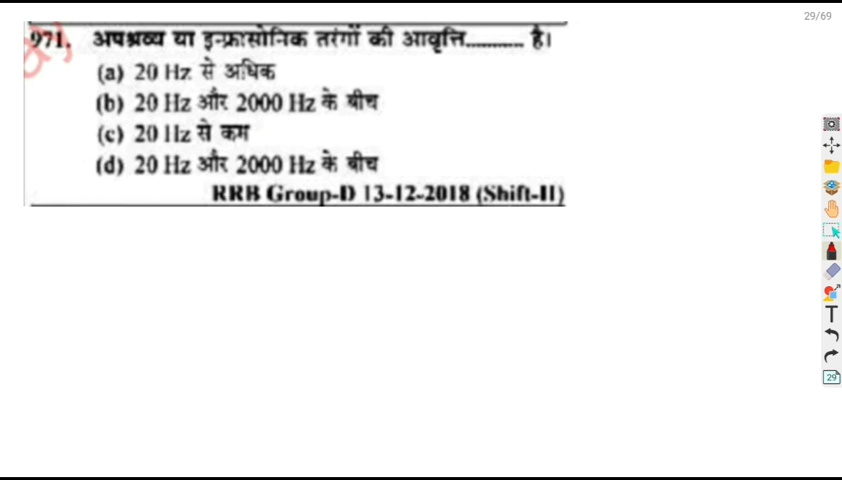 29/69
971. अपश्रव्य या इन्फ्रासोनिक तरंगों की आवृत्ति.......... है।
(a) 20 Hz से अधिक
(b) 20 Hz और 2000 Hz के बीच
(c) 20 Hz से कम
(d) 20 Hz और 2000 Hz के बीच
RRB Group-D 13-12-2018 (Shift-II)
T
29